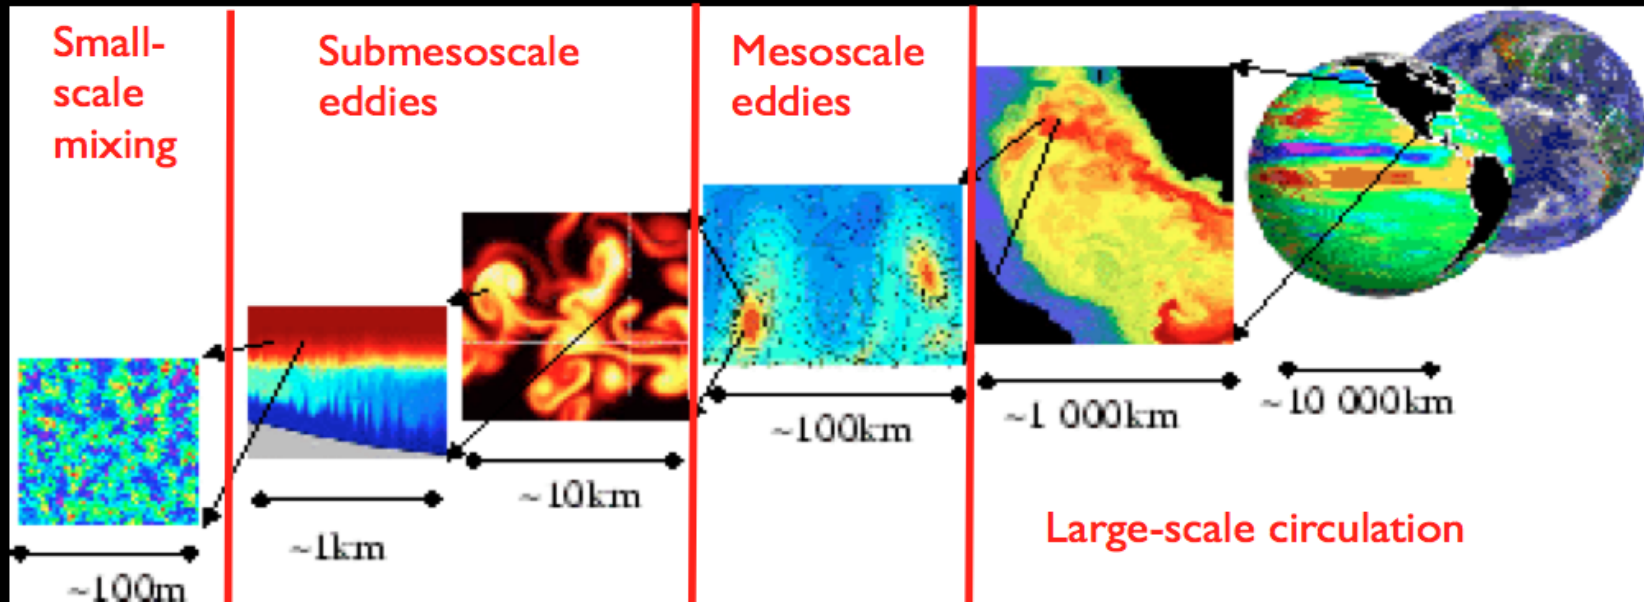 Small-
scale
mixing
Submesoscale
eddies
Mesoscale
eddies
~100m
~1km
~10km
~100km
~1 000km
~10 000km
Large-scale circulation